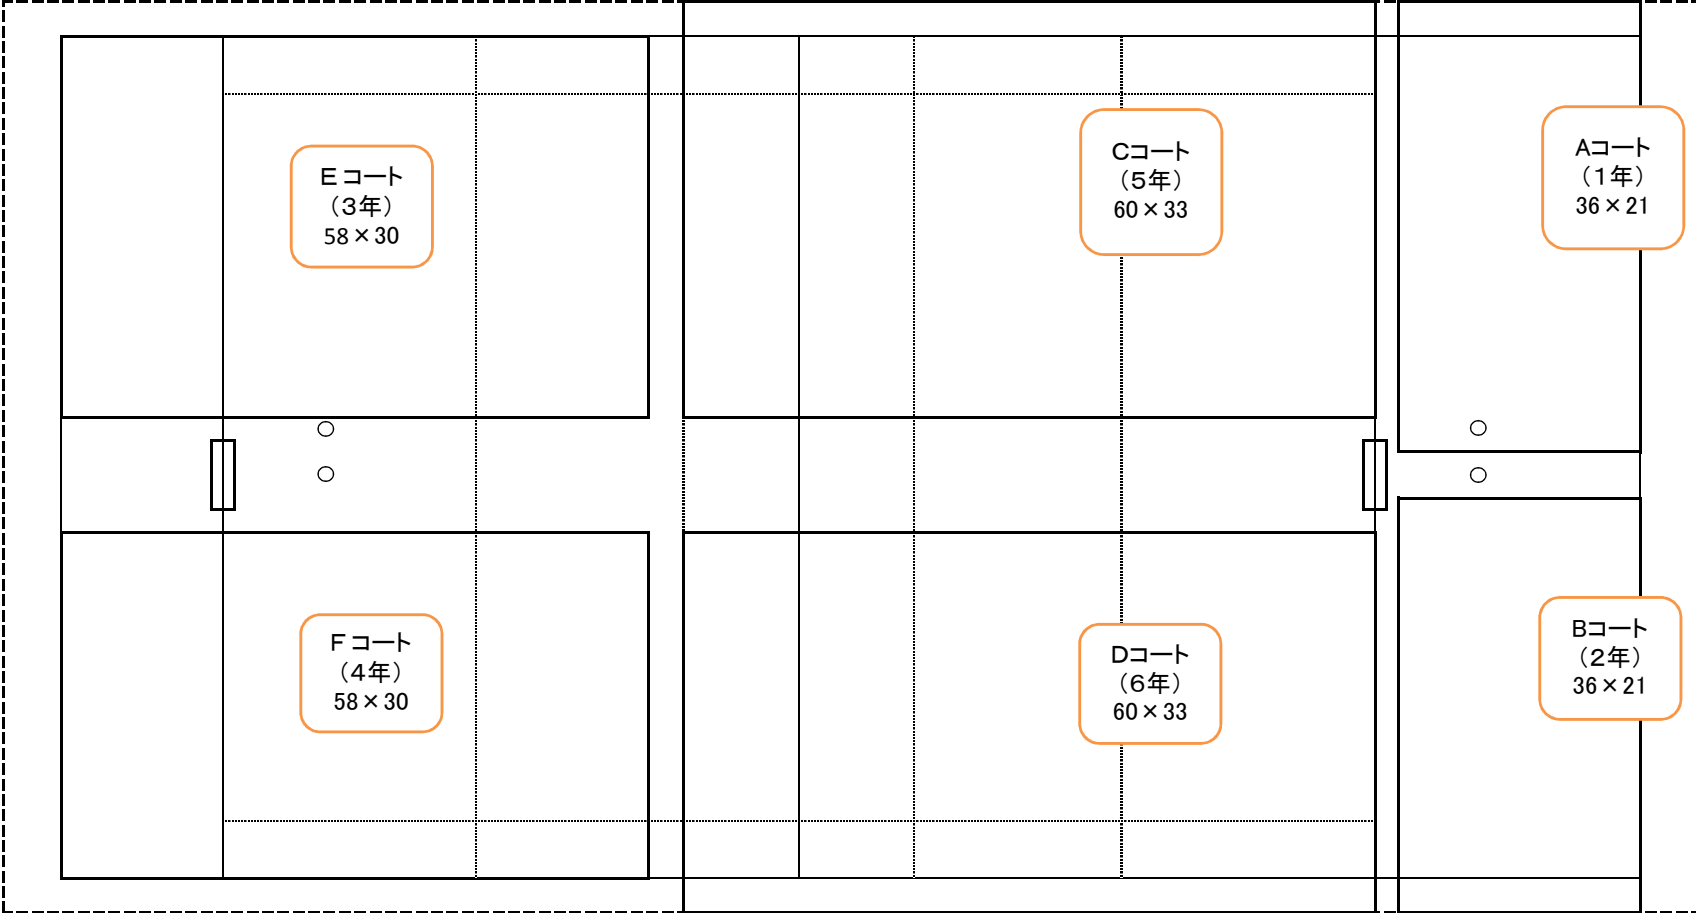 Eコート
（3年）
58×30
Cコート
（5年）
60×33
Aコート
（1年）
36×21
Fコート
（4年）
58×30
Dコート
（6年）
60×33
Bコート
（2年）
36×21